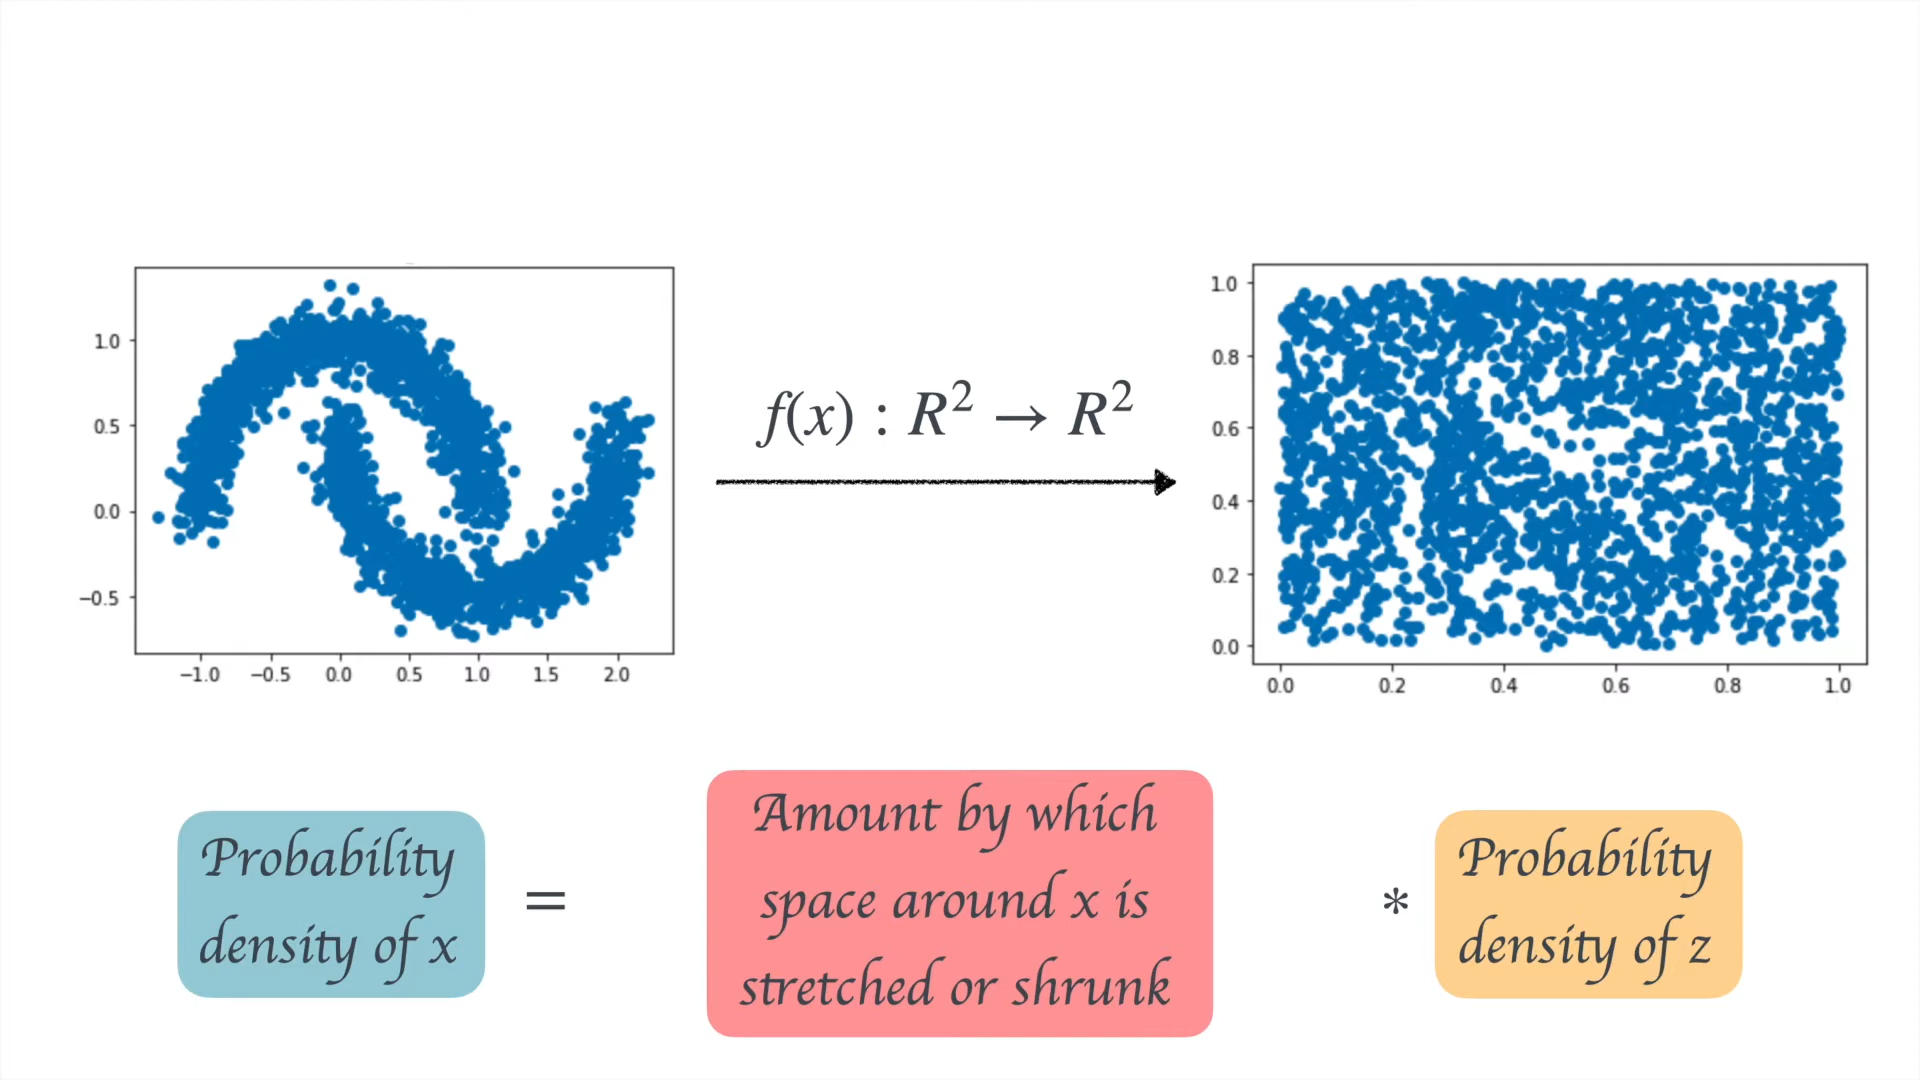 1.0
0.5
0.0
−0.5
−1.0 −0.5 0.0 0.5 1.0 1.5 2.0
f(x) : R² → R²
1.0
0.8
0.6
0.4
0.2
0.0
0.0 0.2 0.4 0.6 0.8 1.0
Probability
density of x
=
Amount by which
space around x is
stretched or shrunk
*
Probability
density of z